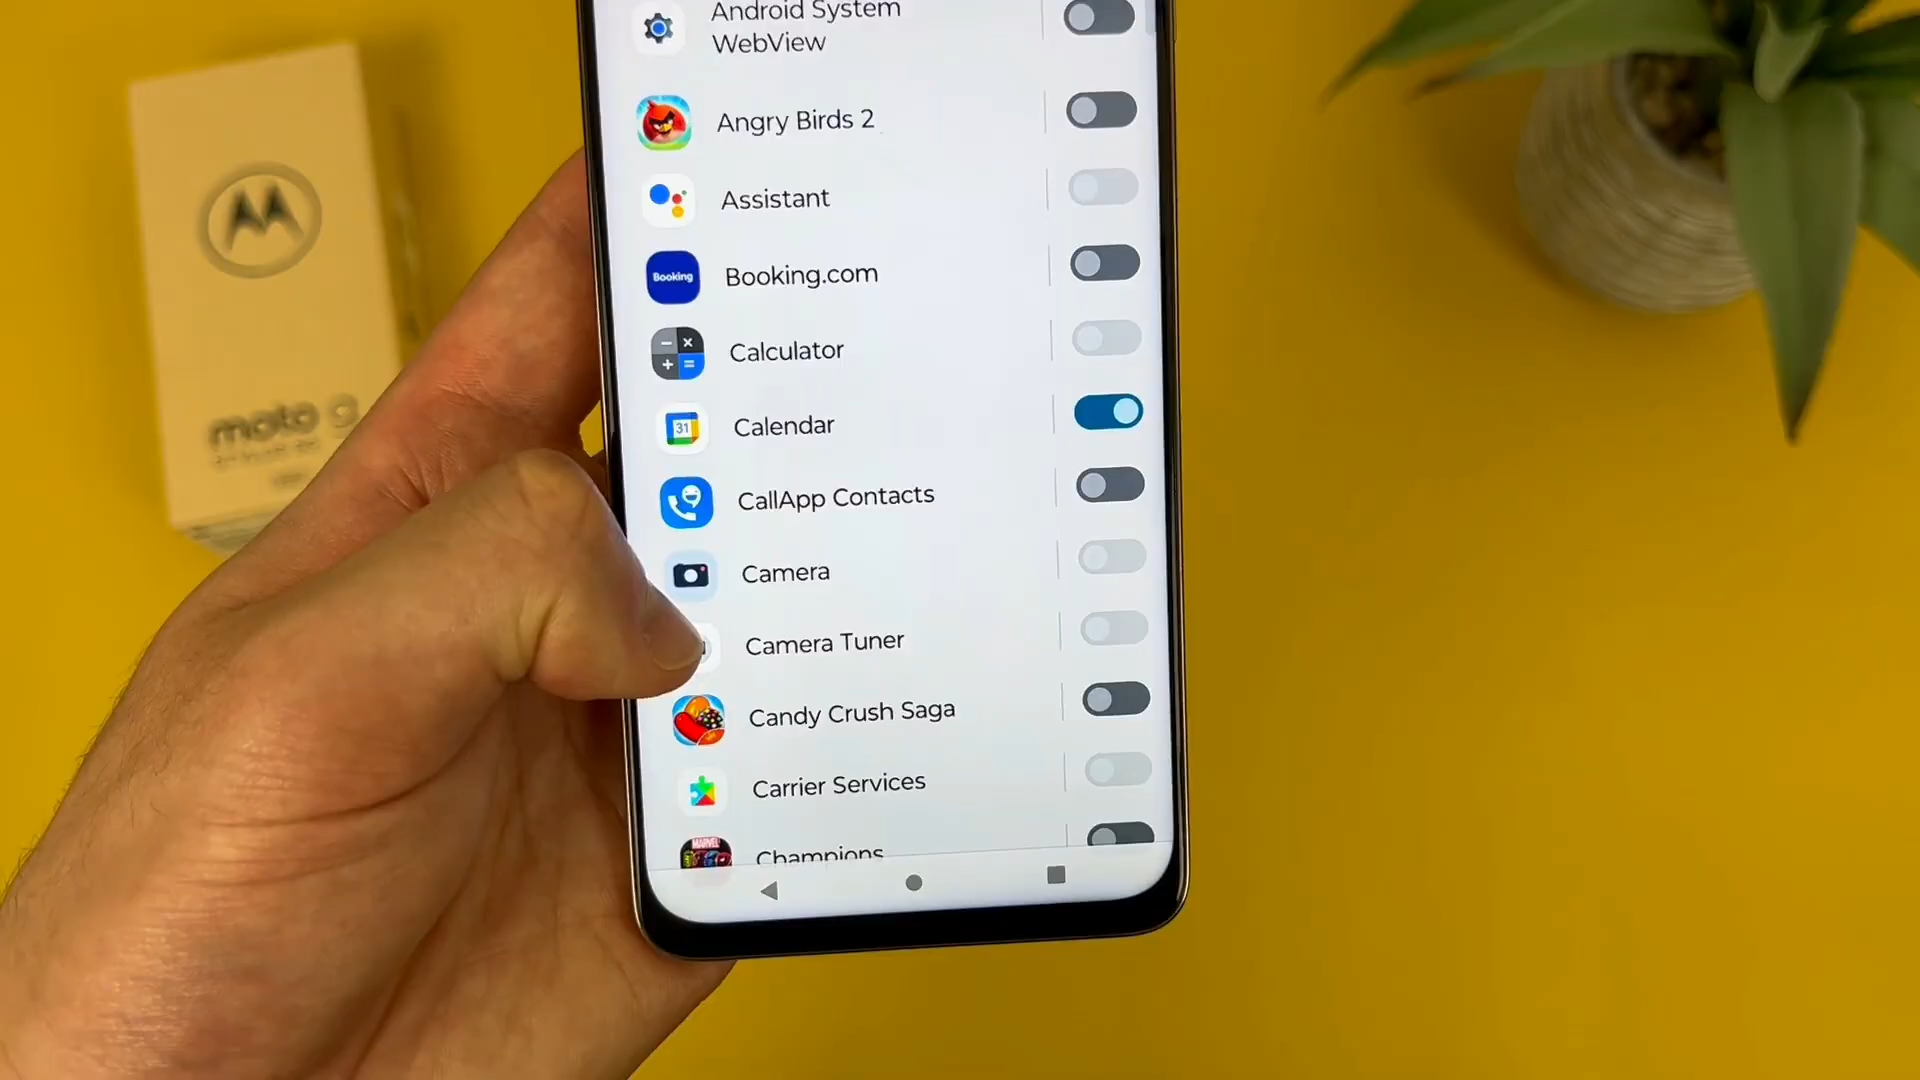 Android System
WebView
Angry Birds 2
Assistant
Booking
Booking.com
Calculator
31
Calendar
CallApp Contacts
Camera
Camera Tuner
Candy Crush Saga
Carrier Services
MARVEL
Champions
moto g